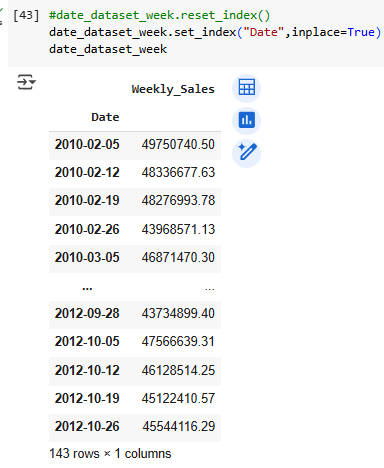 [43] #date_dataset_week.reset_index()
date_dataset_week.set_index("Date",inplace=True)
date_dataset_week
Weekly_Sales
Date
2010-02-05 49750740.50
2010-02-12 48336677.63
2010-02-19 48276993.78
2010-02-26 43968571.13
2010-03-05 46871470.30
... ...
2012-09-28 43734899.40
2012-10-05 47566639.31
2012-10-12 46128514.25
2012-10-19 45122410.57
2012-10-26 45544116.29
143 rows × 1 columns